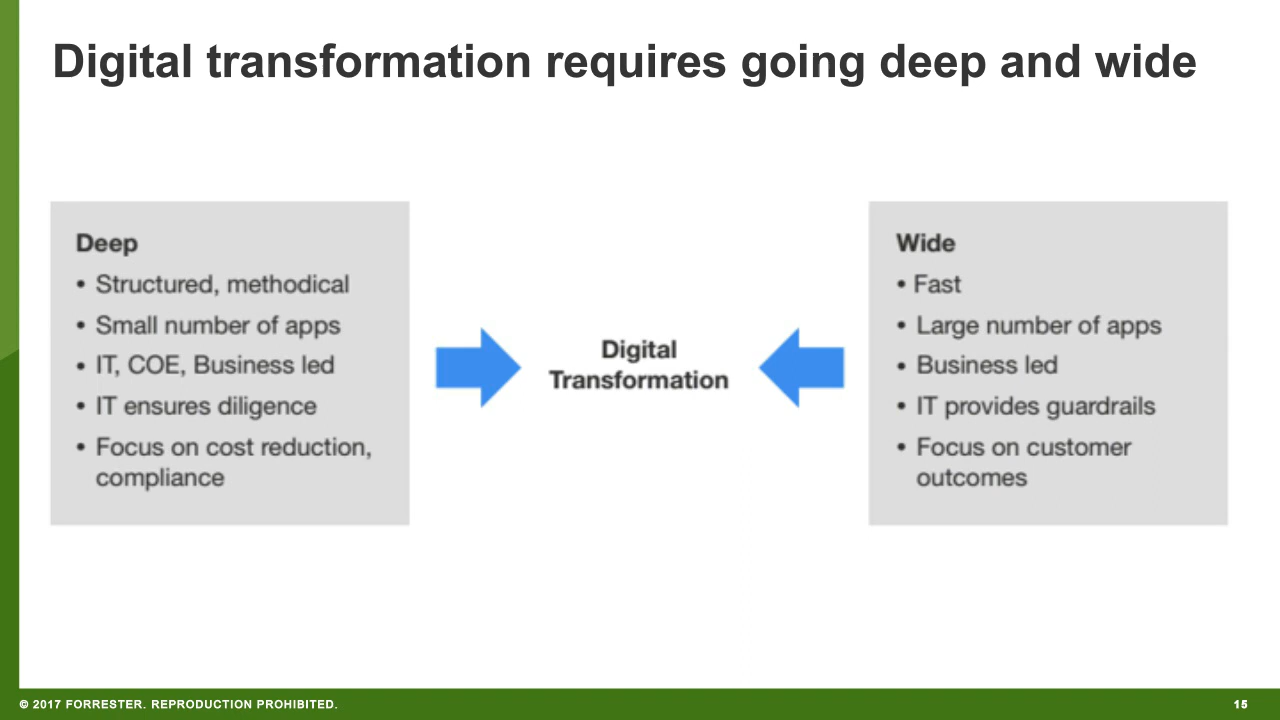 Digital transformation requires going deep and wide
Deep
• Structured, methodical
• Small number of apps
• IT, COE, Business led
• IT ensures diligence
• Focus on cost reduction,
compliance
Digital
Transformation
Wide
• Fast
• Large number of apps
• Business led
• IT provides guardrails
• Focus on customer
outcomes
© 2017 FORRESTER. REPRODUCTION PROHIBITED.
15